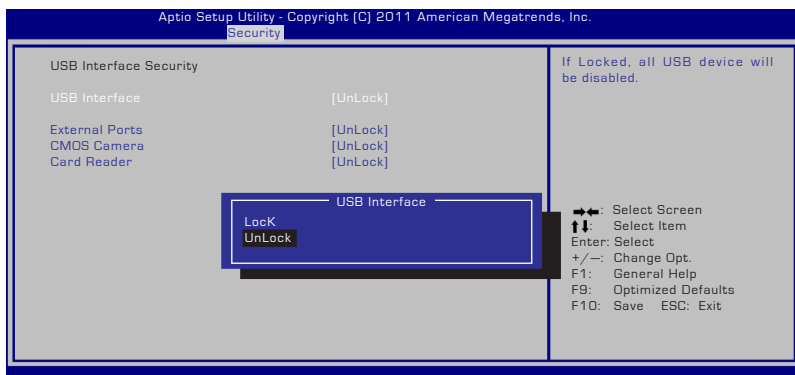 Aptio Setup Utility - Copyright (C) 2011 American Megatrends, Inc.
Security
USB Interface Security
USB Interface [UnLock]
External Ports [UnLock]
CMOS Camera [UnLock]
Card Reader [UnLock]
USB Interface
LocK
UnLock
If Locked, all USB device will
be disabled.
→←: Select Screen
↑↓: Select Item
Enter: Select
+/—: Change Opt.
F1: General Help
F9: Optimized Defaults
F10: Save ESC: Exit